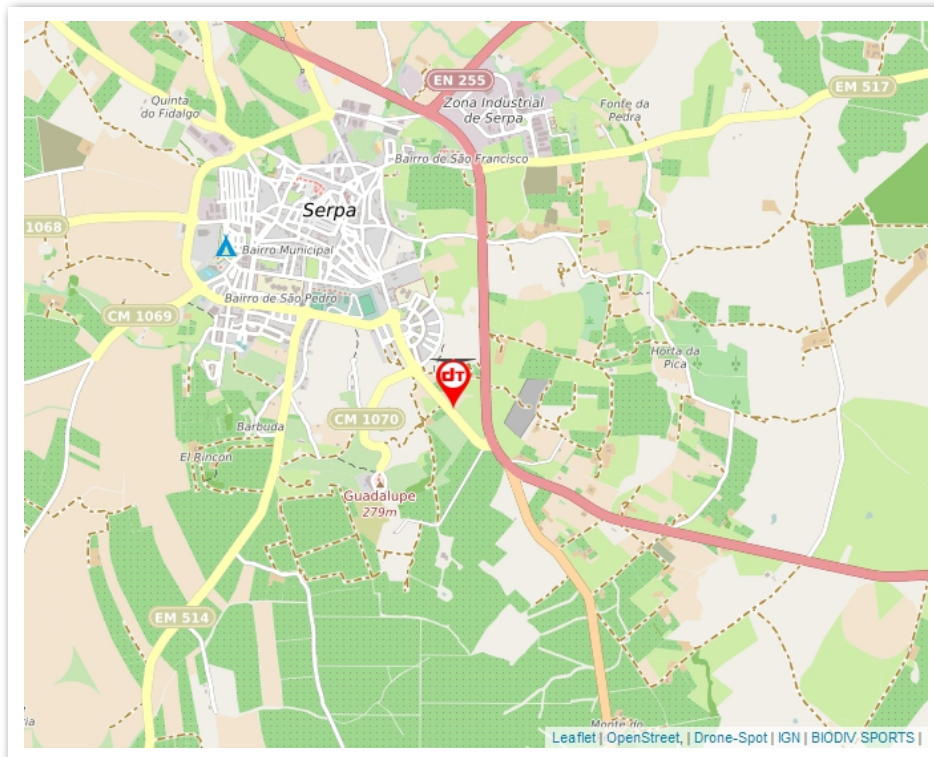 EN 255
EM 517
Quinta
do Fidalgo
Zona Industrial
de Serpa
Fonte da
Pedra
Bairro de São Francisco
Serpa
1068
Bairro Municipal
Bairro de São Pedro
CM 1069
Horta da
Pica
dT
CM 1070
Barbuda
El Rincon
Guadalupe
279m
EM 514
ia
Monte do
Leaflet | OpenStreet, | Drone-Spot | IGN | BIODIV SPORTS |